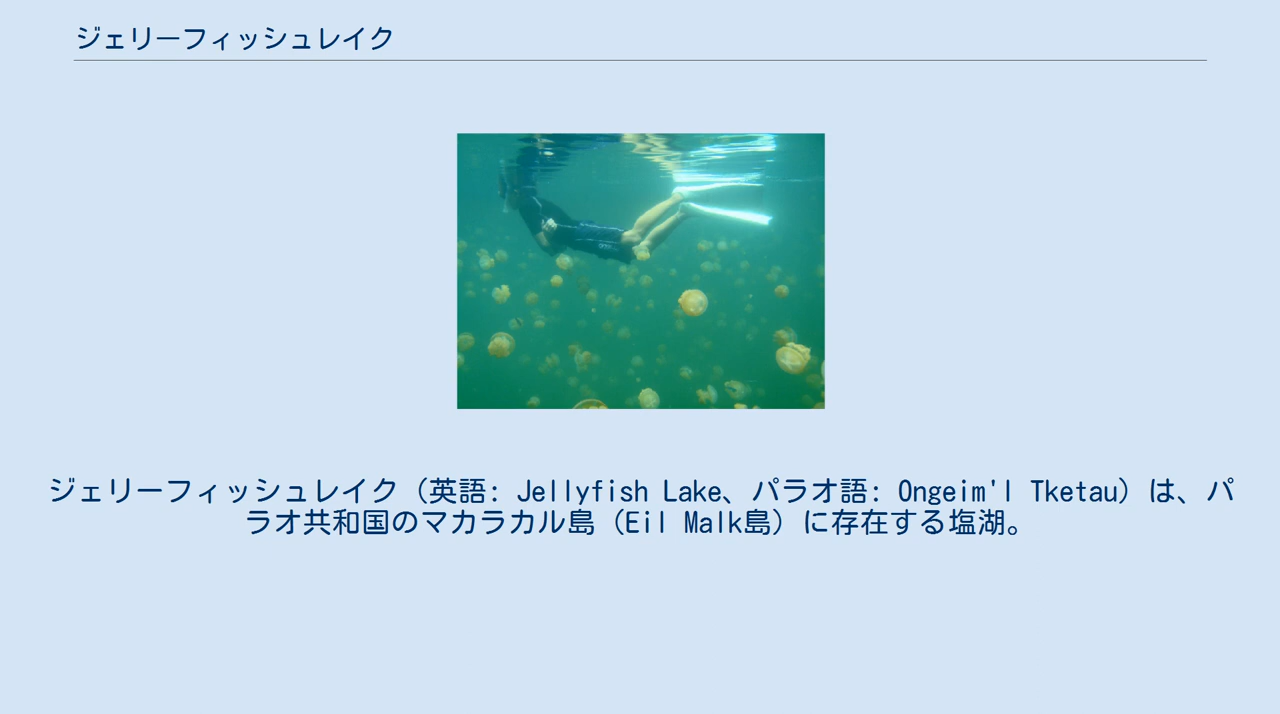 ジェリーフィッシュレイク
ジェリーフィッシュレイク（英語: Jellyfish Lake、パラオ語: Ongeim'l Tketau）は、パ
ラオ共和国のマカラカル島（Eil Malk島）に存在する塩湖。